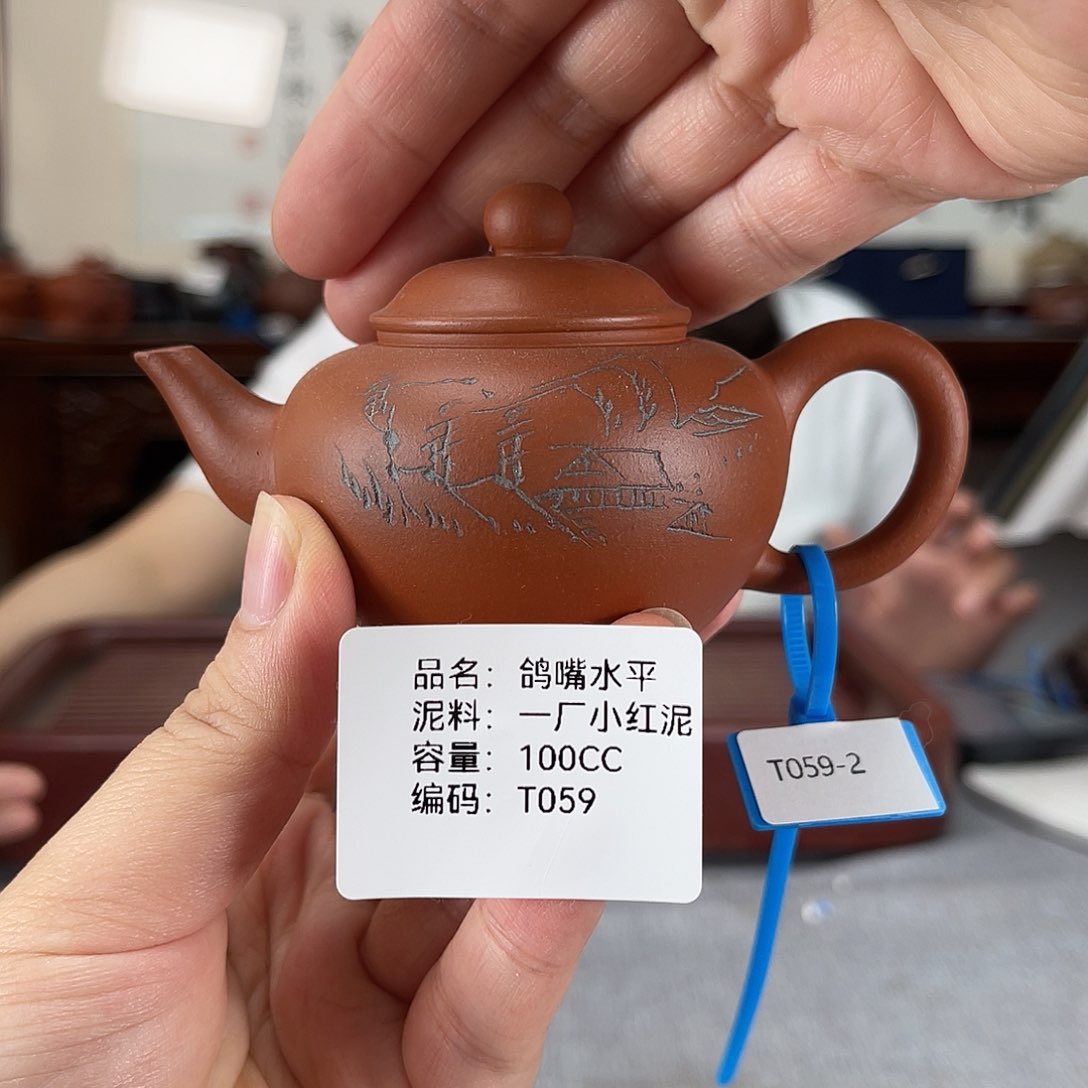 品名：鸽嘴水平
泥料：一厂小红泥
容量：100CC
编码：T059
T059-2